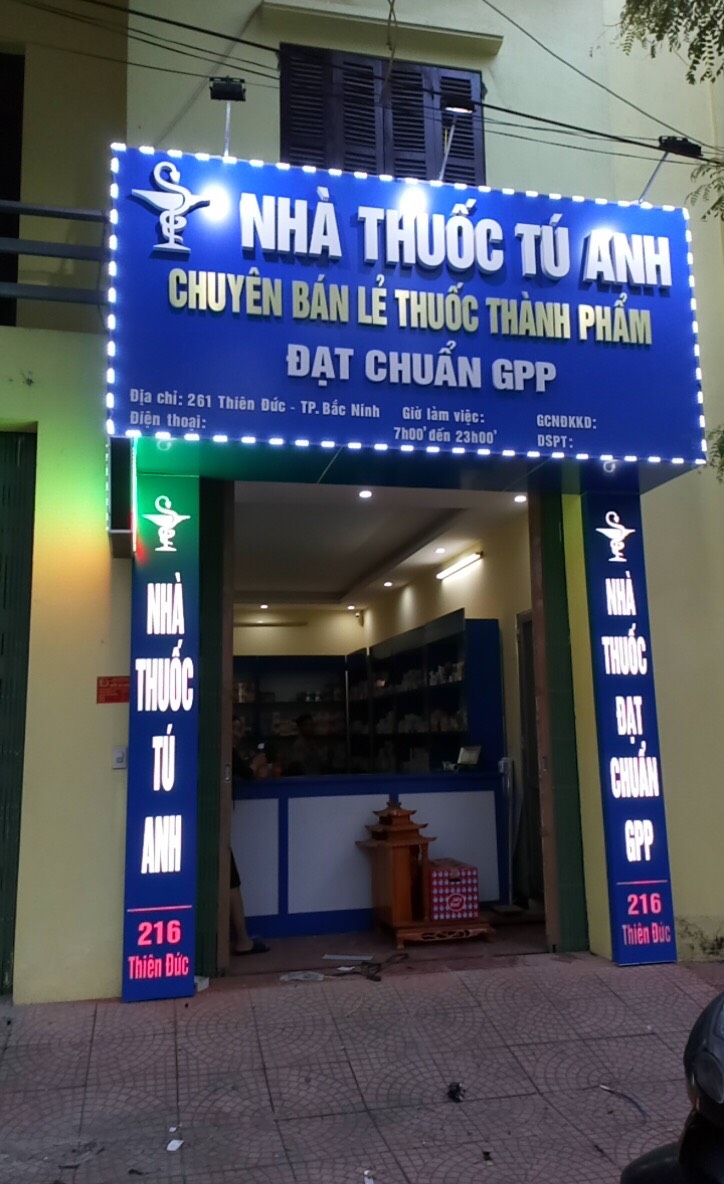 NHÀ THUỐC TÚ ANH
CHUYÊN BÁN LẺ THUỐC THÀNH PHẨM
ĐẠT CHUẨN GPP
Địa chỉ: 261 Thiên Đức - TP. Bắc Ninh
Điện thoại:
Giờ làm việc:
7h00' đến 23h00'
GCNĐKKD:
DSPT:
NHÀ
THUỐC
TÚ
ANH
216
Thiên Đức
NHÀ
THUỐC
ĐẠT
CHUẨN
GPP
216
Thiên Đức